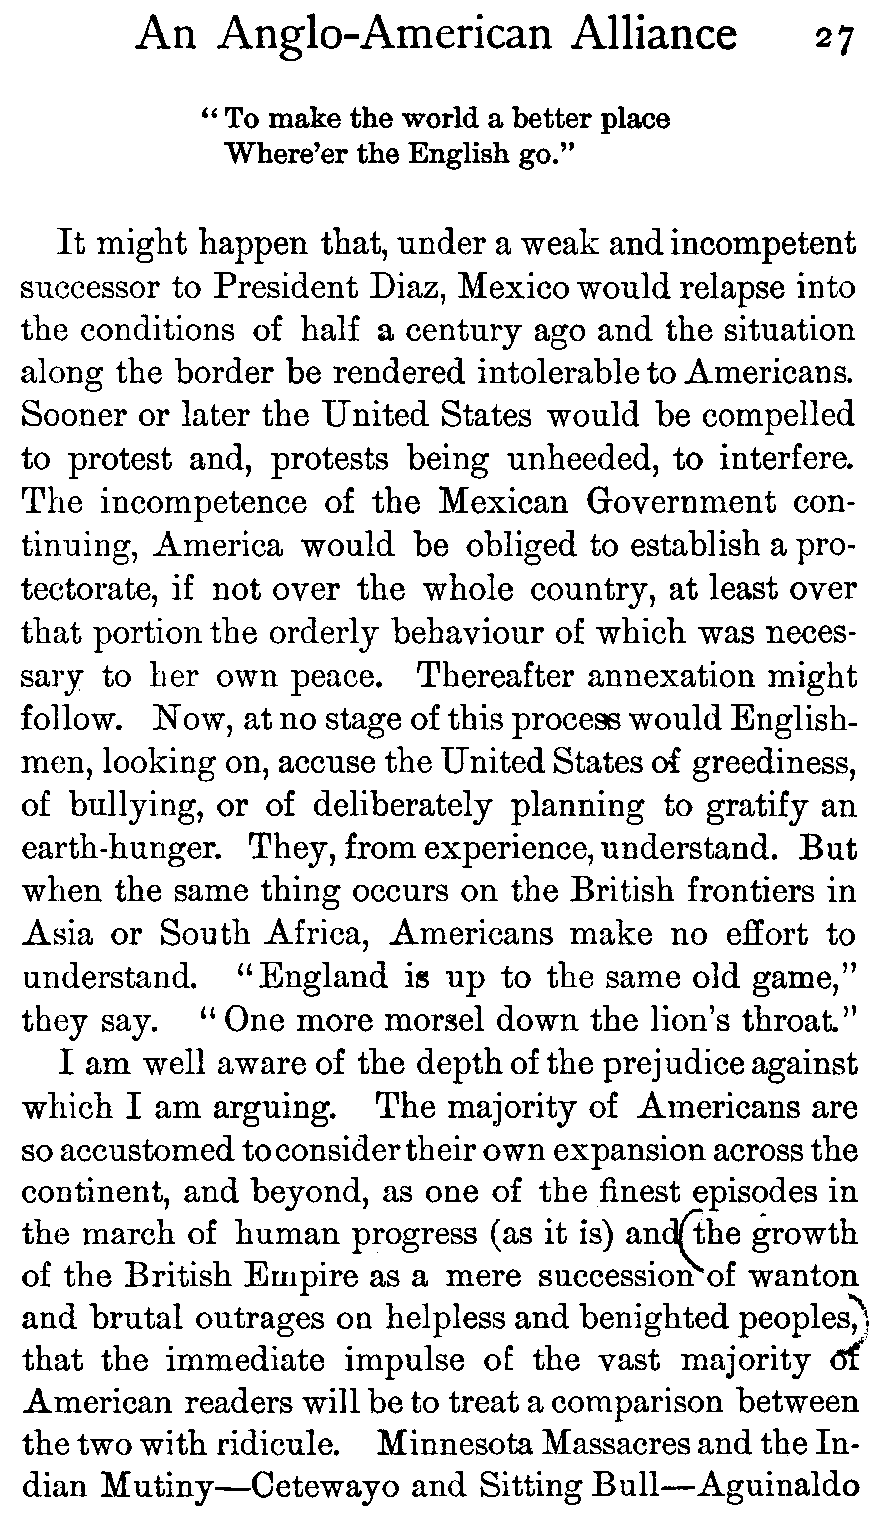 An Anglo-American Alliance 27
“To make the world a better place
Where’er the English go.”
It might happen that, under a weak and incompetent
successor to President Diaz, Mexico would relapse into
the conditions of half a century ago and the situation
along the border be rendered intolerable to Americans.
Sooner or later the United States would be compelled
to protest and, protests being unheeded, to interfere.
The incompetence of the Mexican Government con-
tinuing, America would be obliged to establish a pro-
tectorate, if not over the whole country, at least over
that portion the orderly behaviour of which was neces-
sary to her own peace. Thereafter annexation might
follow. Now, at no stage of this process would English-
men, looking on, accuse the United States of greediness,
of bullying, or of deliberately planning to gratify an
earth-hunger. They, from experience, understand. But
when the same thing occurs on the British frontiers in
Asia or South Africa, Americans make no effort to
understand. “England is up to the same old game,”
they say. “One more morsel down the lion’s throat.”
I am well aware of the depth of the prejudice against
which I am arguing. The majority of Americans are
so accustomed to consider their own expansion across the
continent, and beyond, as one of the finest episodes in
the march of human progress (as it is) and the growth
of the British Empire as a mere succession of wanton
and brutal outrages on helpless and benighted peoples,
that the immediate impulse of the vast majority of
American readers will be to treat a comparison between
the two with ridicule. Minnesota Massacres and the In-
dian Mutiny—Cetewayo and Sitting Bull—Aguinaldo